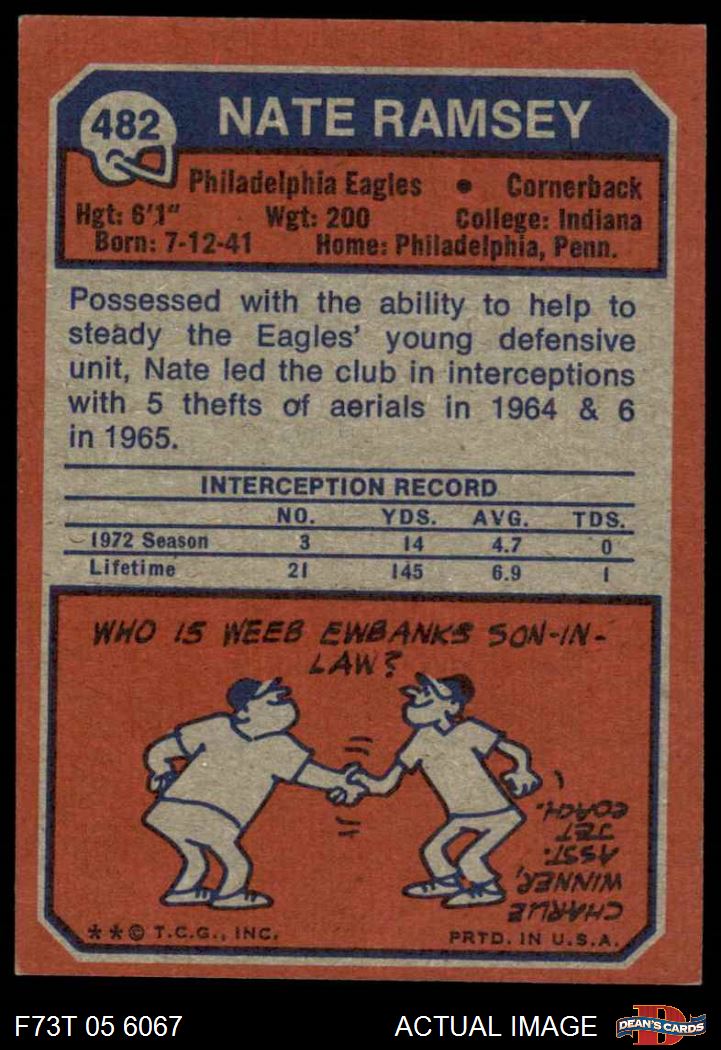 482
NATE RAMSEY
Philadelphia Eagles • Cornerback
Hgt: 6'1" Wgt: 200 College: Indiana
Born: 7-12-41 Home: Philadelphia, Penn.
Possessed with the ability to help to
steady the Eagles' young defensive
unit, Nate led the club in interceptions
with 5 thefts of aerials in 1964 & 6
in 1965.
INTERCEPTION RECORD
NO. YDS. AVG. TDS.
1972 Season 3 14 4.7 0
Lifetime 21 145 6.9 1
WHO IS WEEB EWBANKS SON-IN-
LAW?
CHARLIE
WINNER,
ASST.
JET
COACH.
**© T.C.G., INC. PRTD. IN U.S.A.
F73T 05 6067 ACTUAL IMAGE
D
DEAN'S CARDS